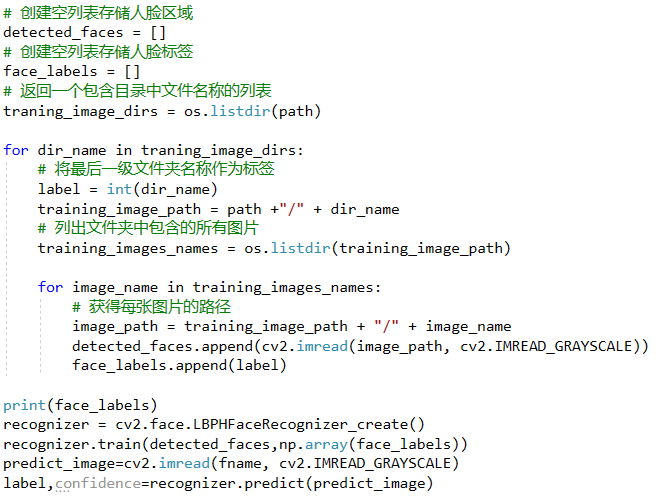 # 创建空列表存储人脸区域
detected_faces = []
# 创建空列表存储人脸标签
face_labels = []
# 返回一个包含目录中文件名称的列表
traning_image_dirs = os.listdir(path)
for dir_name in traning_image_dirs:
# 将最后一级文件夹名称作为标签
label = int(dir_name)
training_image_path = path +"/" + dir_name
# 列出文件夹中包含的所有图片
training_images_names = os.listdir(training_image_path)
for image_name in training_images_names:
# 获得每张图片的路径
image_path = training_image_path + "/" + image_name
detected_faces.append(cv2.imread(image_path, cv2.IMREAD_GRAYSCALE))
face_labels.append(label)
print(face_labels)
recognizer = cv2.face.LBPHFaceRecognizer_create()
recognizer.train(detected_faces,np.array(face_labels))
predict_image=cv2.imread(fname, cv2.IMREAD_GRAYSCALE)
label,confidence=recognizer.predict(predict_image)